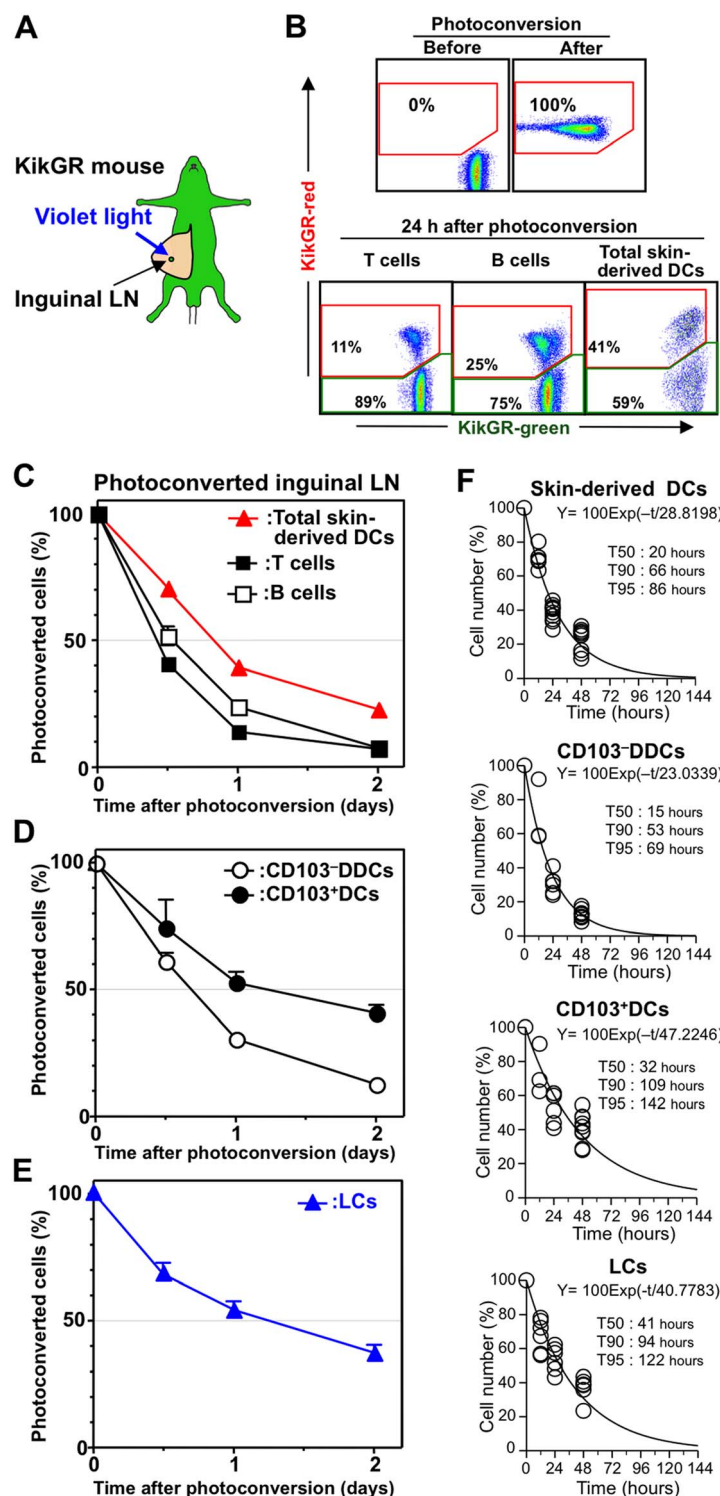 A
KikGR mouse
Violet light
Inguinal LN
B
Photoconversion
Before
After
0%
100%
KikGR-red
24 h after photoconversion
T cells
B cells
Total skin-
derived DCs
11%
25%
41%
89%
75%
59%
KikGR-green
C
Photoconverted inguinal LN
Photoconverted cells (%)
100
50
0
:Total skin-
derived DCs
:T cells
:B cells
0
1
2
Time after photoconversion (days)
D
Photoconverted cells (%)
100
50
0
:CD103⁻DDCs
:CD103⁺DCs
0
1
2
Time after photoconversion (days)
E
Photoconverted cells (%)
100
50
0
:LCs
0
1
2
Time after photoconversion (days)
F
Skin-derived DCs
Y= 100Exp(–t/28.8198)
T50 : 20 hours
T90 : 66 hours
T95 : 86 hours
Cell number (%)
100
80
60
40
20
0 24 48 72 96 120 144
Time (hours)
CD103⁻DDCs
Y= 100Exp(–t/23.0339)
T50 : 15 hours
T90 : 53 hours
T95 : 69 hours
Cell number (%)
100
80
60
40
20
0
0 24 48 72 96 120 144
Time (hours)
CD103⁺DCs
Y= 100Exp(–t/47.2246)
T50 : 32 hours
T90 : 109 hours
T95 : 142 hours
Cell number (%)
100
80
60
40
20
0
0 24 48 72 96 120 144
Time (hours)
LCs
Y= 100Exp(-t/40.7783)
T50 : 41 hours
T90 : 94 hours
T95 : 122 hours
Cell number (%)
100
80
60
40
20
0
0 24 48 72 96 120 144
Time (hours)